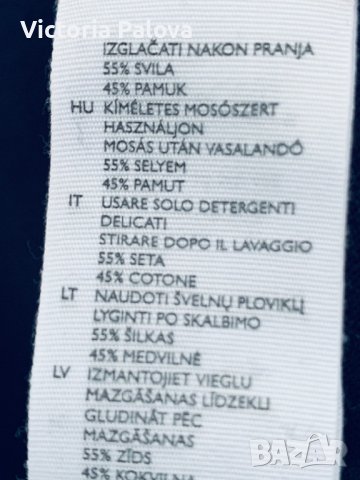 Victoria Palova
IZGLAČATI NAKON PRANJA
55% SVILA
45% PAMUK
HU KÍMÉLETES MOSÓSZERT
HASZNÁLJON
MOSÁS UTÁN VASALANDÓ
55% SELYEM
45% PAMUT
IT USARE SOLO DETERGENTI
DELICATI
STIRARE DOPO IL LAVAGGIO
55% SETA
45% COTONE
LT NAUDOTI ŠVELNŲ PLOVIKLĮ
LYGINTI PO SKALBIMO
55% ŠILKAS
45% MEDVILNĖ
LV IZMANTOJIET VIEGLU
MAZGĀŠANAS LĪDZEKLI
GLUDINĀT PĒC
MAZGĀŠANAS
55% ZĪDS
45% KOKVILNA
BAZAR